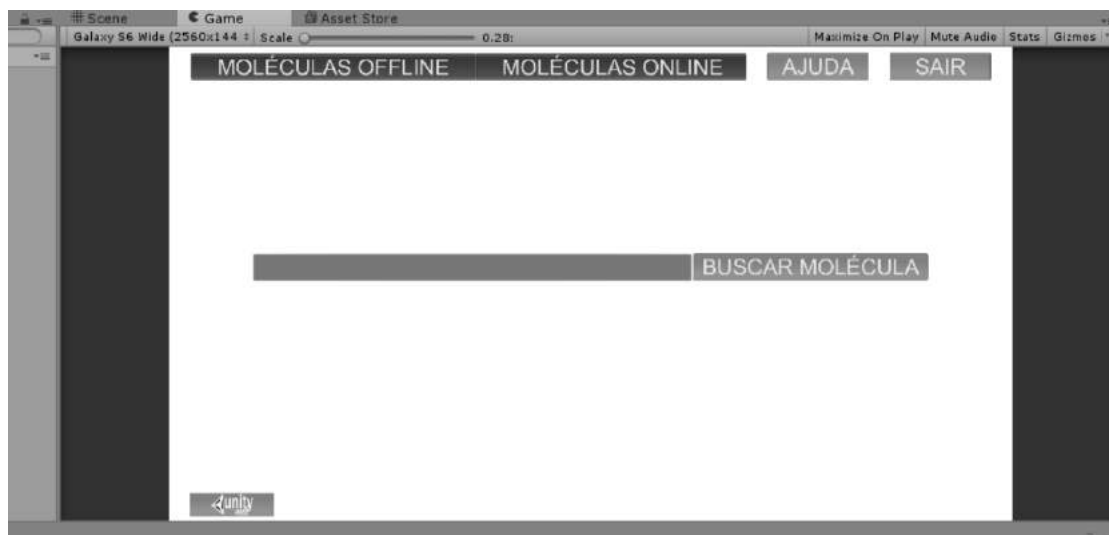 Scene Game Asset Store
Galaxy S6 Wide (2560x144 Scale 0.28: Maximize On Play Mute Audio Stats Gizmos
MOLÉCULAS OFFLINE MOLÉCULAS ONLINE AJUDA SAIR
BUSCAR MOLÉCULA
unity